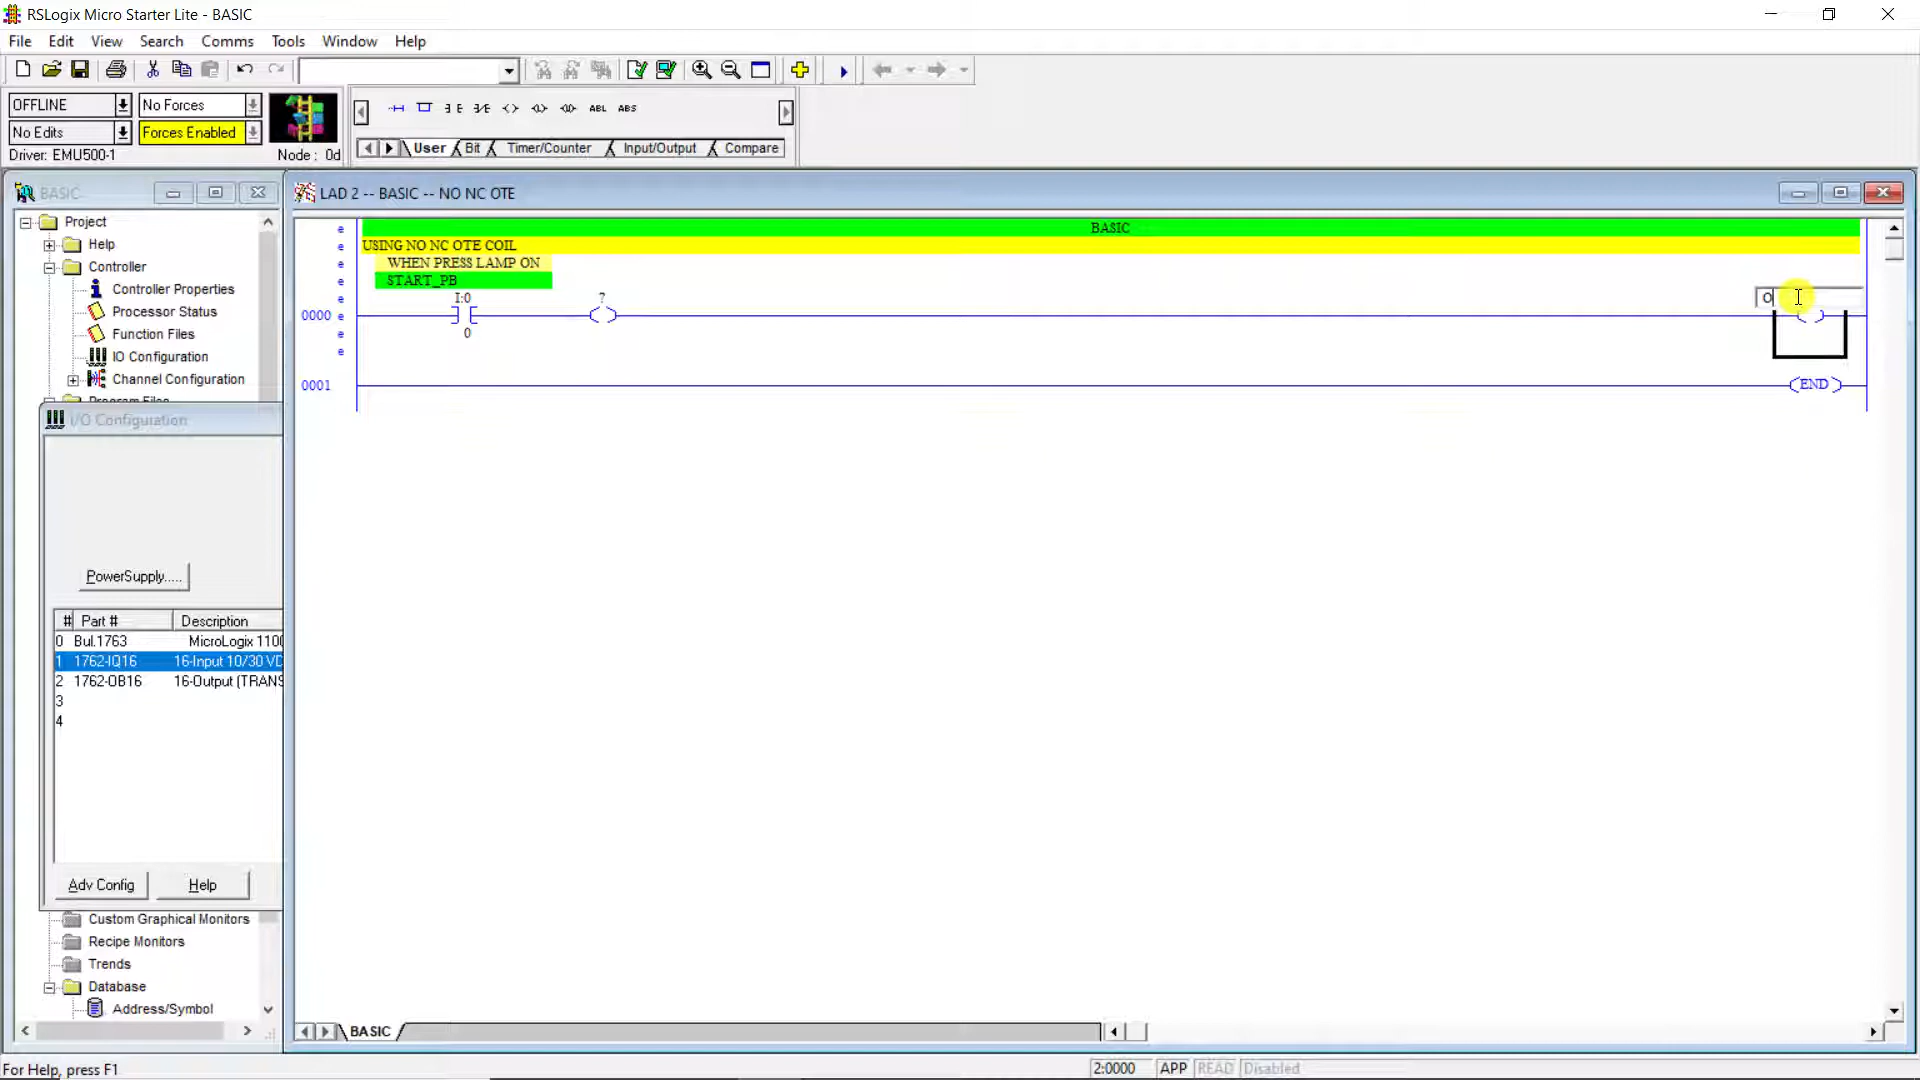 RSLogix Micro Starter Lite - BASIC
File Edit View Search Comms Tools Window Help
OFFLINE No Forces
No Edits Forces Enabled
Driver: EMU500-1 Node : 0d
ABL ABS
User Bit Timer/Counter Input/Output Compare
BASIC
Project
Help
Controller
Controller Properties
Processor Status
Function Files
IO Configuration
Channel Configuration
Program Files
I/O Configuration
PowerSupply.....
# Part # Description
0 Bul.1763 MicroLogix 1100
1 1762-IQ16 16-Input 10/30 VD
2 1762-OB16 16-Output (TRANS
3
4
Adv Config Help
Custom Graphical Monitors
Recipe Monitors
Trends
Database
Address/Symbol
LAD 2 -- BASIC -- NO NC OTE
e BASIC
e USING NO NC OTE COIL
e WHEN PRESS LAMP ON
e START_PB
e I:0 ? O
0000 e
e 0
e
0001 END
BASIC
For Help, press F1 2:0000 APP READ Disabled